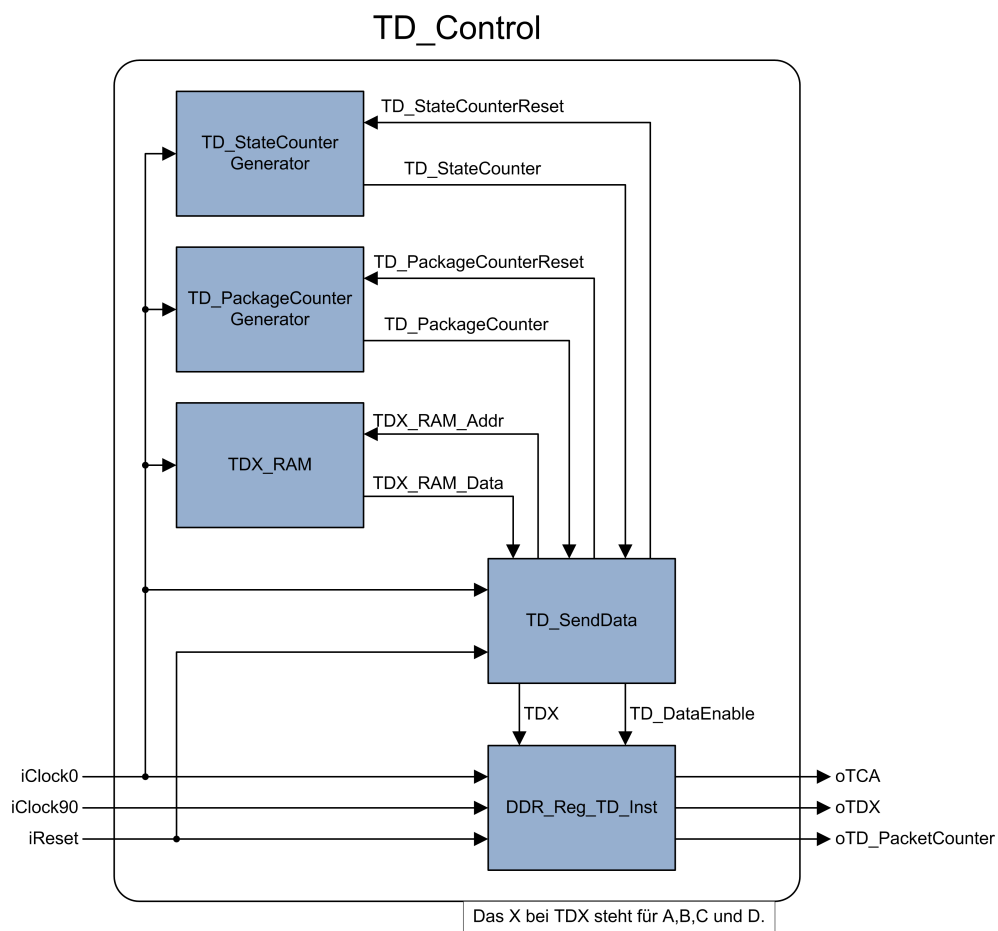 TD_Control
TD_StateCounterReset
TD_StateCounter
Generator
TD_StateCounter
TD_PackageCounterReset
TD_PackageCounter
Generator
TD_PackageCounter
TDX_RAM_Addr
TDX_RAM
TDX_RAM_Data
TD_SendData
TDX
TD_DataEnable
iClock0
oTCA
iClock90
DDR_Reg_TD_Inst
oTDX
iReset
oTD_PacketCounter
Das X bei TDX steht für A,B,C und D.